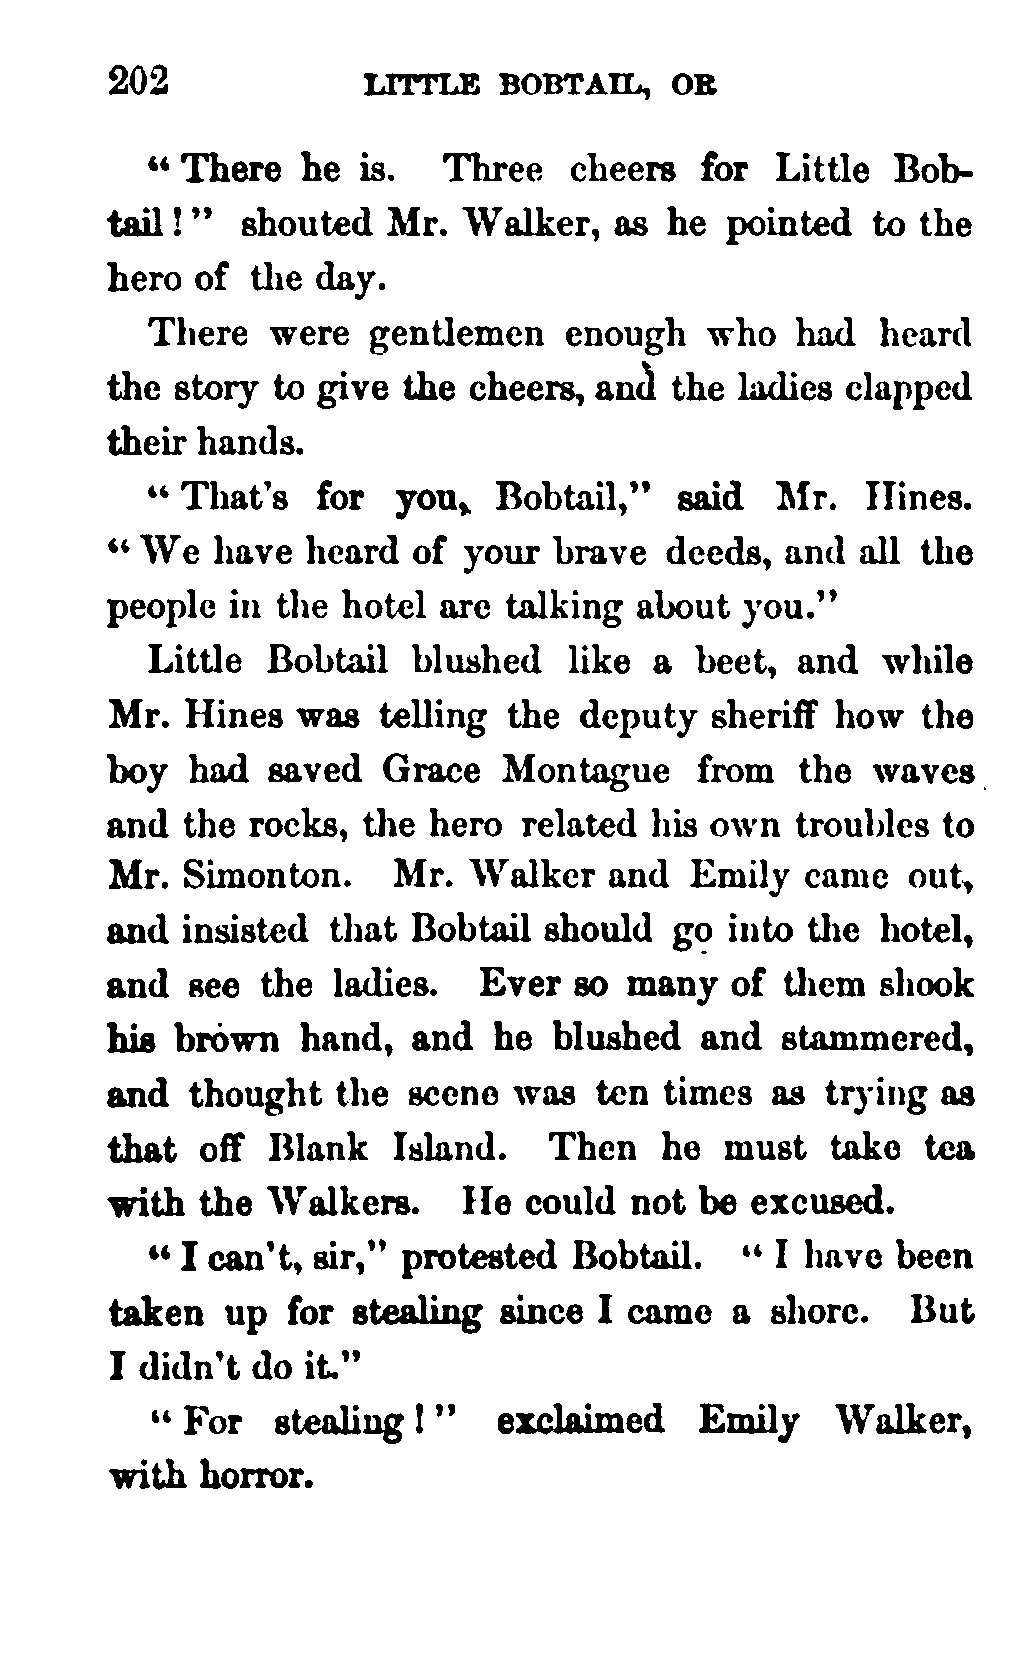 202 LITTLE BOBTAIL, OR
“There he is. Three cheers for Little Bob-
tail!” shouted Mr. Walker, as he pointed to the
hero of the day.
There were gentlemen enough who had heard
the story to give the cheers, and the ladies clapped
their hands.
“That’s for you, Bobtail,” said Mr. Hines.
“We have heard of your brave deeds, and all the
people in the hotel are talking about you.”
Little Bobtail blushed like a beet, and while
Mr. Hines was telling the deputy sheriff how the
boy had saved Grace Montague from the waves
and the rocks, the hero related his own troubles to
Mr. Simonton. Mr. Walker and Emily came out,
and insisted that Bobtail should go into the hotel,
and see the ladies. Ever so many of them shook
his brown hand, and he blushed and stammered,
and thought the scene was ten times as trying as
that off Blank Island. Then he must take tea
with the Walkers. He could not be excused.
“I can’t, sir,” protested Bobtail. “I have been
taken up for stealing since I came a shore. But
I didn’t do it.”
“For stealing!” exclaimed Emily Walker,
with horror.